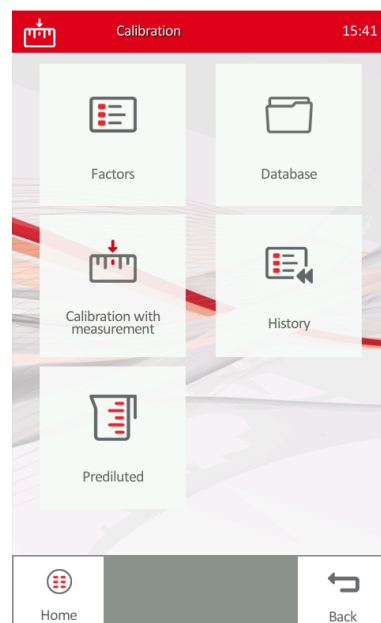 Calibration
15:41
Factors
Database
Calibration with
measurement
History
Prediluted
Home
Back